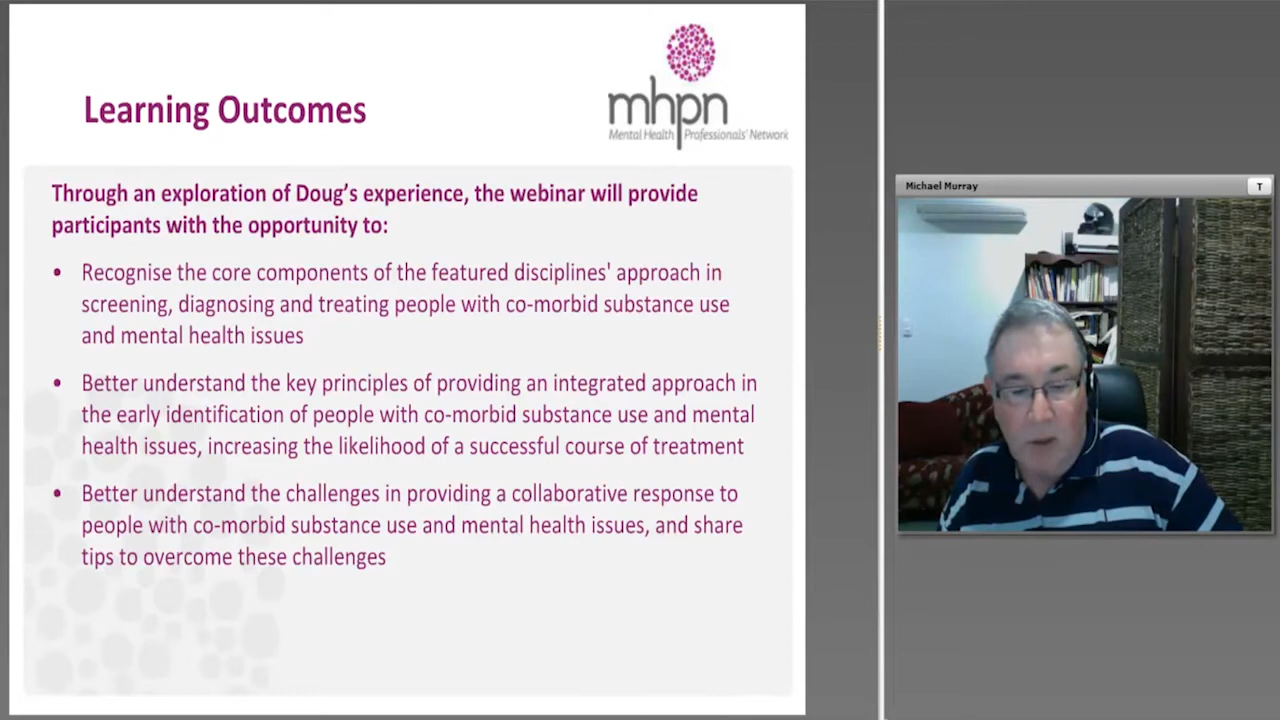 Learning Outcomes
mhpn
Mental Health Professionals' Network
Through an exploration of Doug's experience, the webinar will provide
participants with the opportunity to:
• Recognise the core components of the featured disciplines' approach in
screening, diagnosing and treating people with co-morbid substance use
and mental health issues
• Better understand the key principles of providing an integrated approach in
the early identification of people with co-morbid substance use and mental
health issues, increasing the likelihood of a successful course of treatment
• Better understand the challenges in providing a collaborative response to
people with co-morbid substance use and mental health issues, and share
tips to overcome these challenges
Michael Murray
T